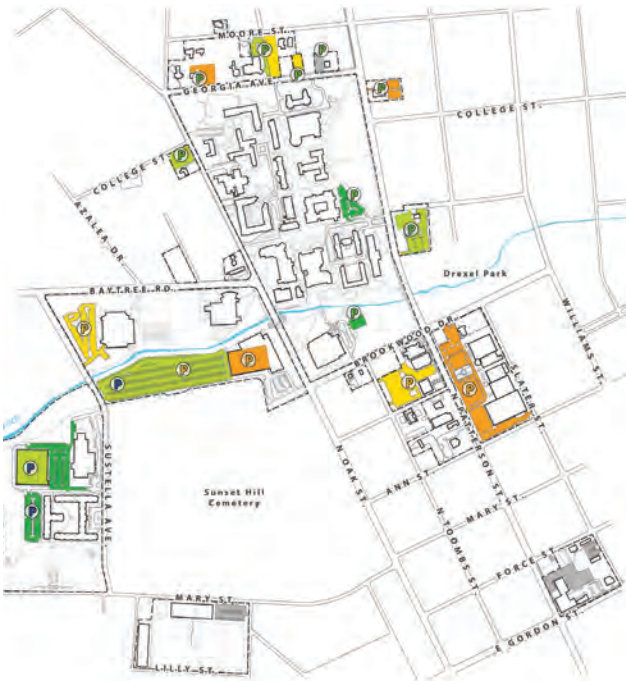 MOORE ST.
P
P
P
P
GEORGIA AVE.
P
COLLEGE ST.
P
COLLEGE ST.
P
AZALEA DR.
P
Drexel Park
BAYTREE RD.
P
WILLIAMS ST.
P
BROOKWOOD DR.
P
P
P
P
P
SLATER ST.
N PATTERSON ST.
P
SUSTELLA AVE
N OAK ST.
ANN ST.
Sunset Hill
Cemetery
P
MARY ST.
N TOOMBS ST.
FORCE ST.
MARY ST.
E GORDON ST.
LILLY ST.